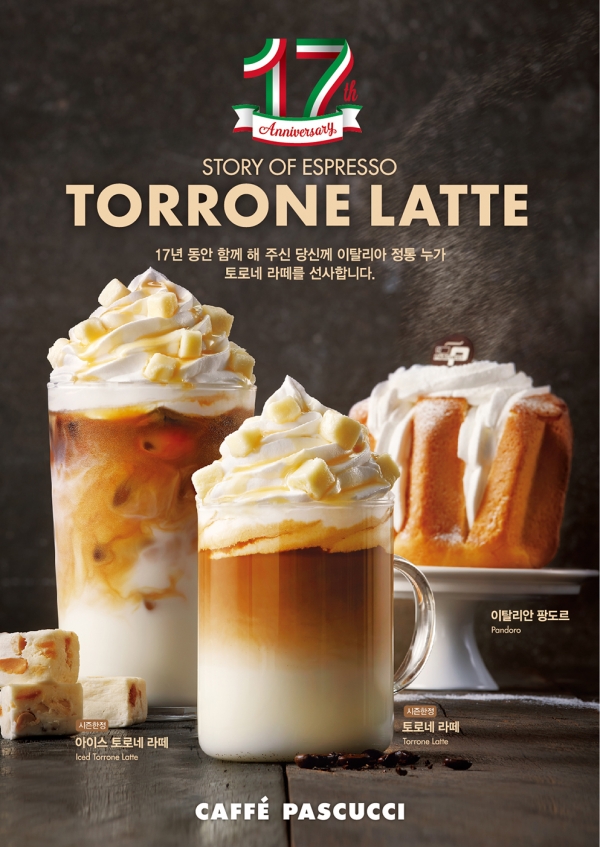 17th
Anniversary
STORY OF ESPRESSO
TORRONE LATTE
17년 동안 함께 해 주신 당신께 이탈리아 정통 누가
토로네 라떼를 선사합니다.
SP
이탈리안 팡도르
Pandoro
시즌한정
아이스 토로네 라떼
Iced Torrone Latte
시즌한정
토로네 라떼
Torrone Latte
CAFFÉ PASCUCCI